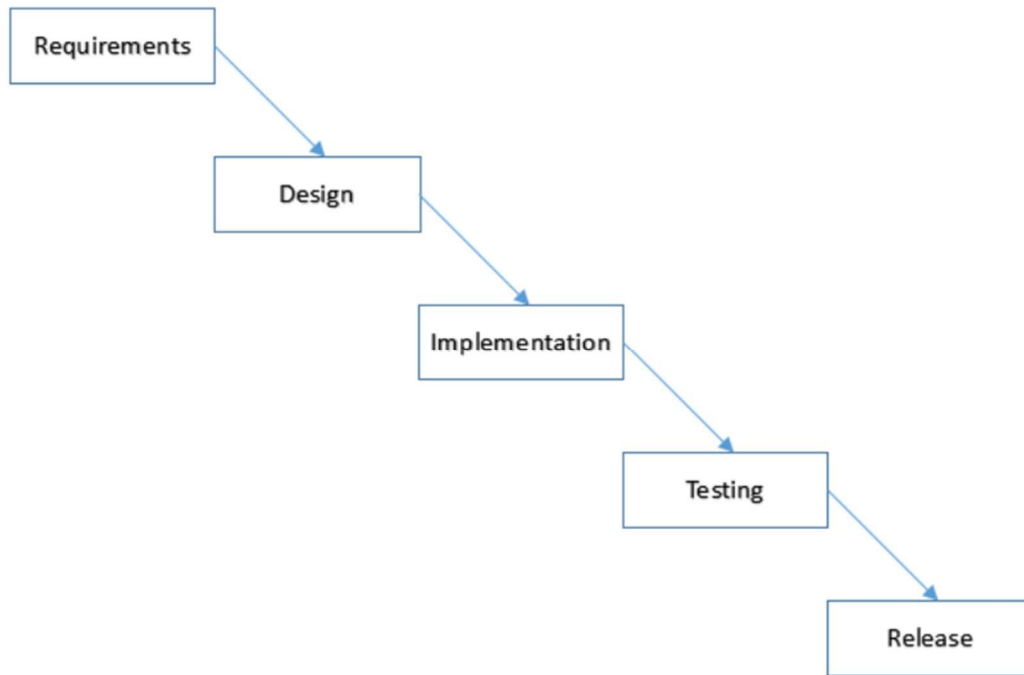 Requirements
Design
Implementation
Testing
Release